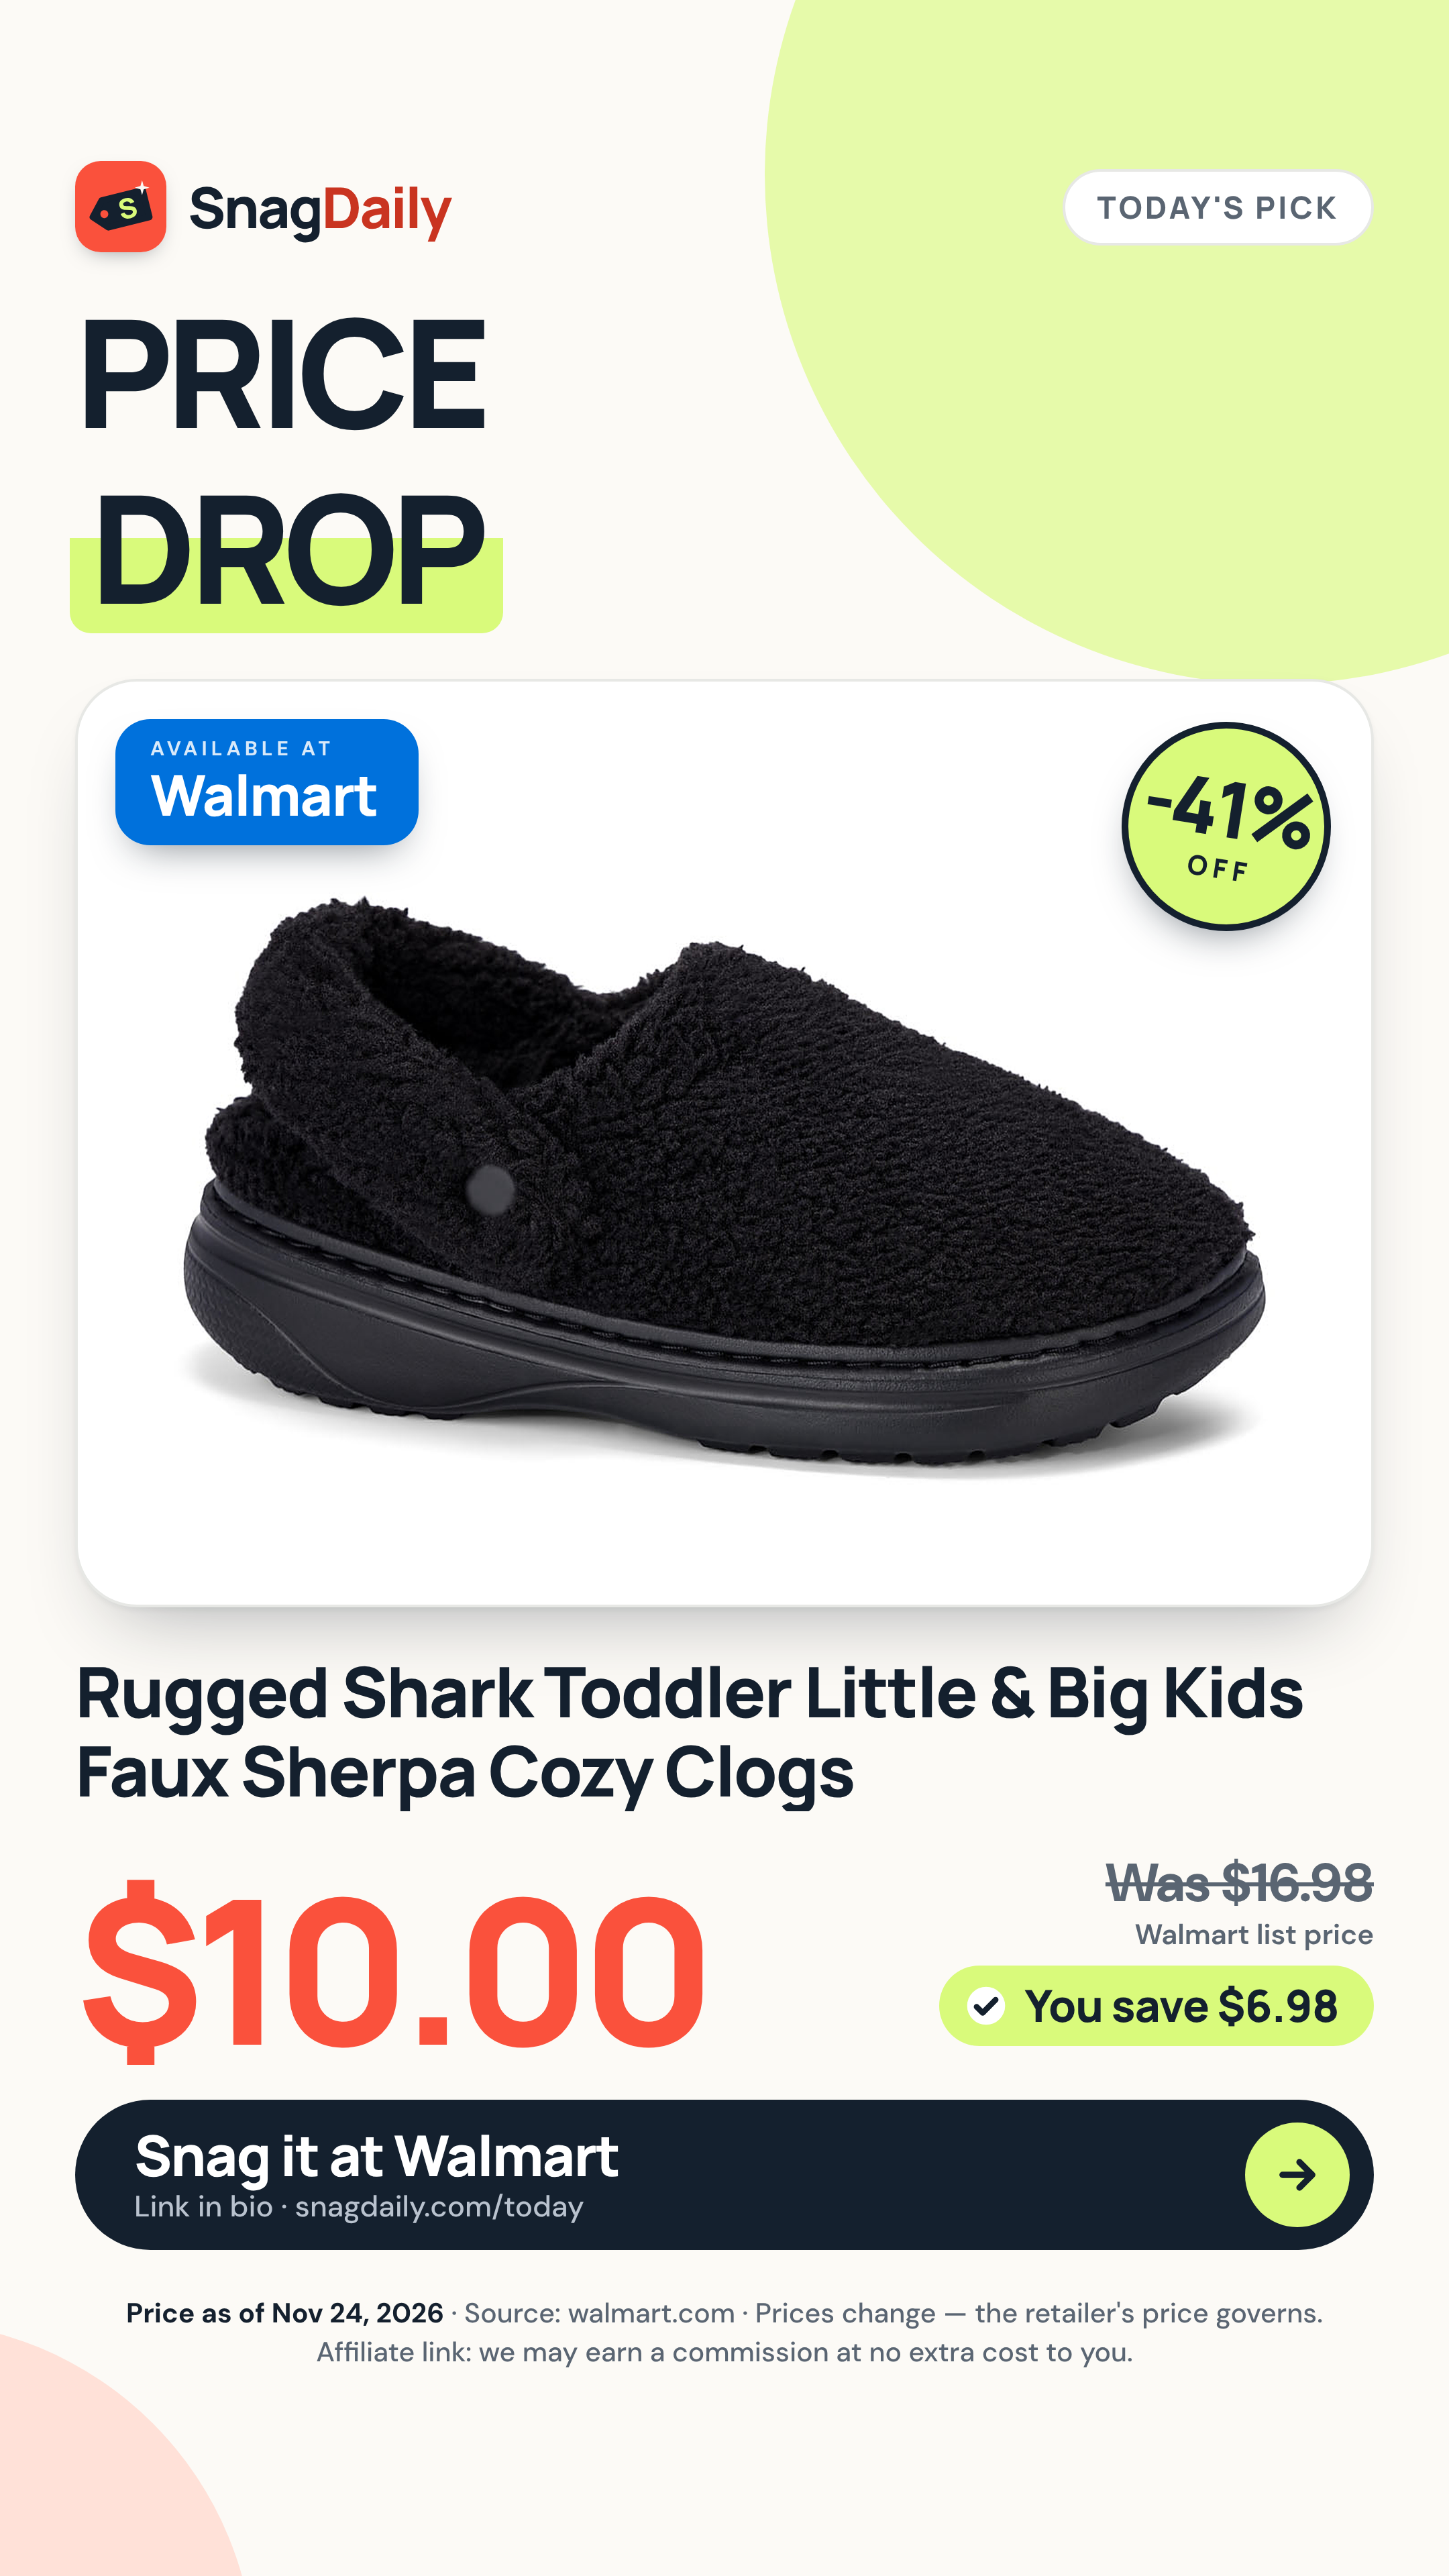 S
SnagDaily
TODAY'S PICK
PRICE
DROP
AVAILABLE AT
Walmart
-41%
OFF
Rugged Shark Toddler Little & Big Kids
Faux Sherpa Cozy Clogs
$10.00
Was $16.98
Walmart list price
You save $6.98
Snag it at Walmart
Link in bio · snagdaily.com/today
Price as of Nov 24, 2026 · Source: walmart.com · Prices change — the retailer's price governs.
Affiliate link: we may earn a commission at no extra cost to you.